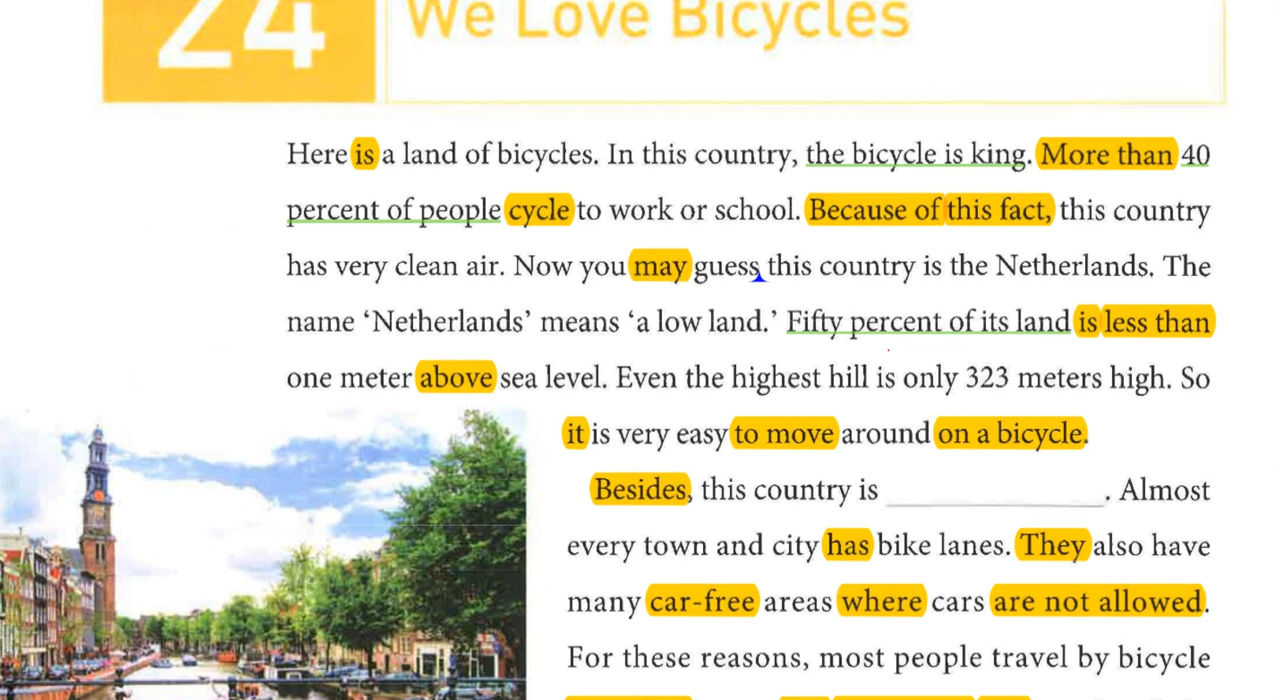 24
We Love Bicycles
Here is a land of bicycles. In this country, the bicycle is king. More than 40
percent of people cycle to work or school. Because of this fact, this country
has very clean air. Now you may guess this country is the Netherlands. The
name ‘Netherlands’ means ‘a low land.’ Fifty percent of its land is less than
one meter above sea level. Even the highest hill is only 323 meters high. So
it is very easy to move around on a bicycle.
Besides, this country is ______________. Almost
every town and city has bike lanes. They also have
many car-free areas where cars are not allowed.
For these reasons, most people travel by bicycle